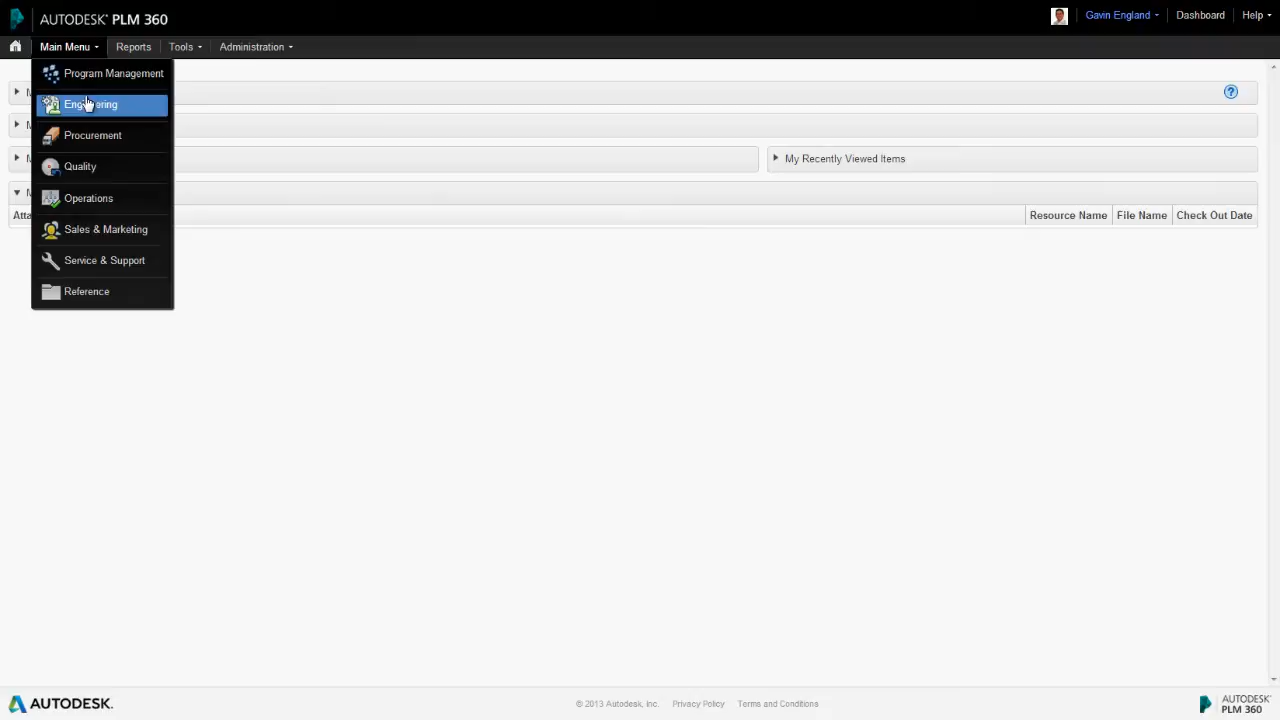 AUTODESK® PLM 360
Gavin England
Dashboard
Help
Main Menu
Reports
Tools
Administration
Program Management
Engineering
Procurement
Quality
Operations
Sales & Marketing
Service & Support
Reference
My Recently Viewed Items
Resource Name
File Name
Check Out Date
AUTODESK.
© 2013 Autodesk, Inc.
Privacy Policy
Terms and Conditions
AUTODESK®
PLM 360